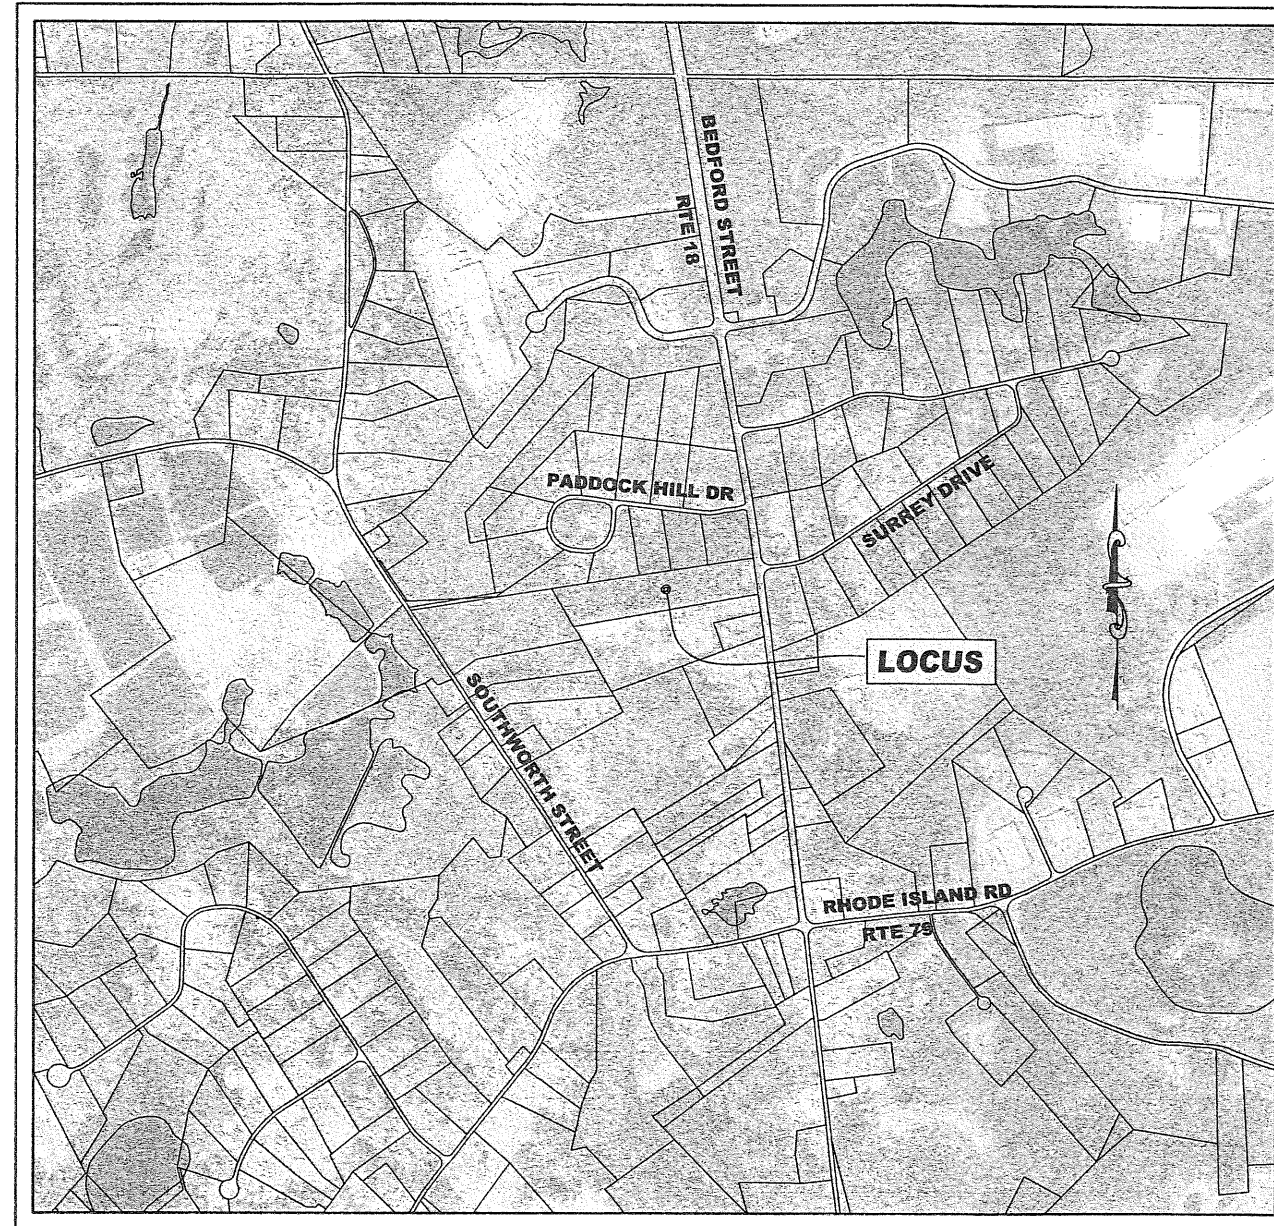 BEDFORD STREET
RTE 18
PADDOCK HILL DR
SURREY DRIVE
LOCUS
SOUTHWORTH STREET
RHODE ISLAND RD
RTE 79